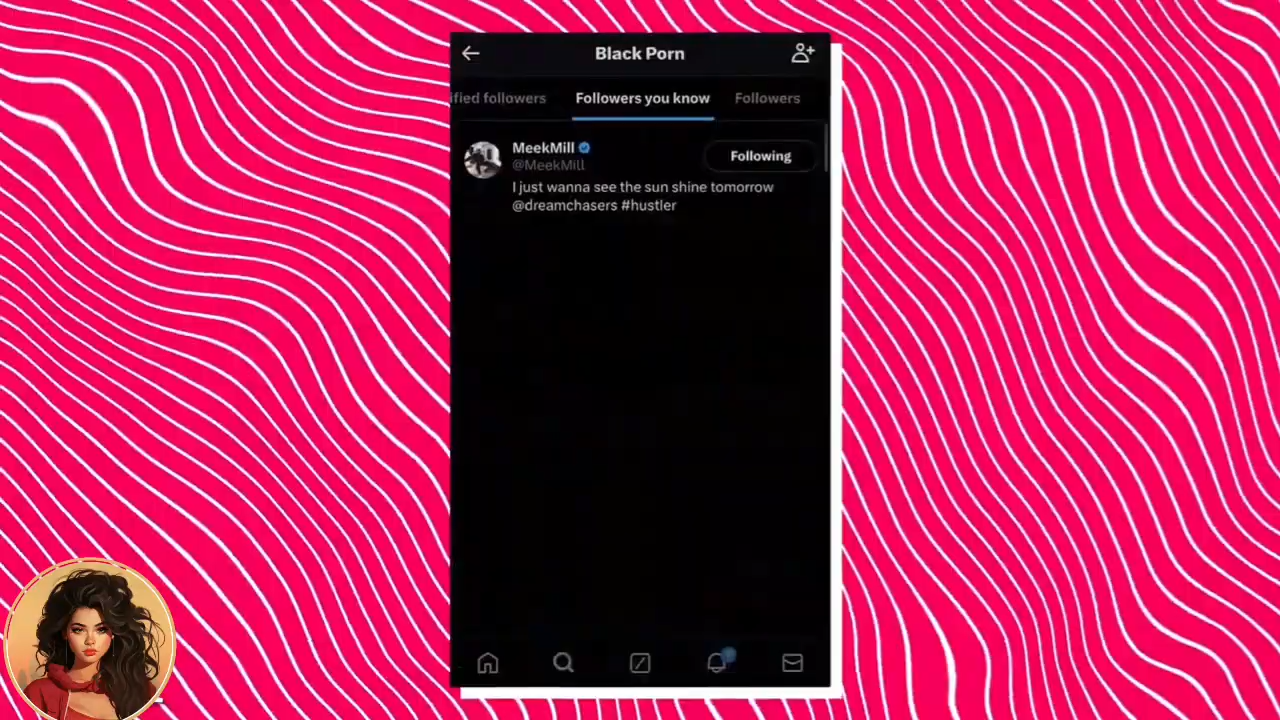 Black Porn
ified followers Followers you know Followers
MeekMill
@MeekMill
Following
I just wanna see the sun shine tomorrow
@dreamchasers #hustler